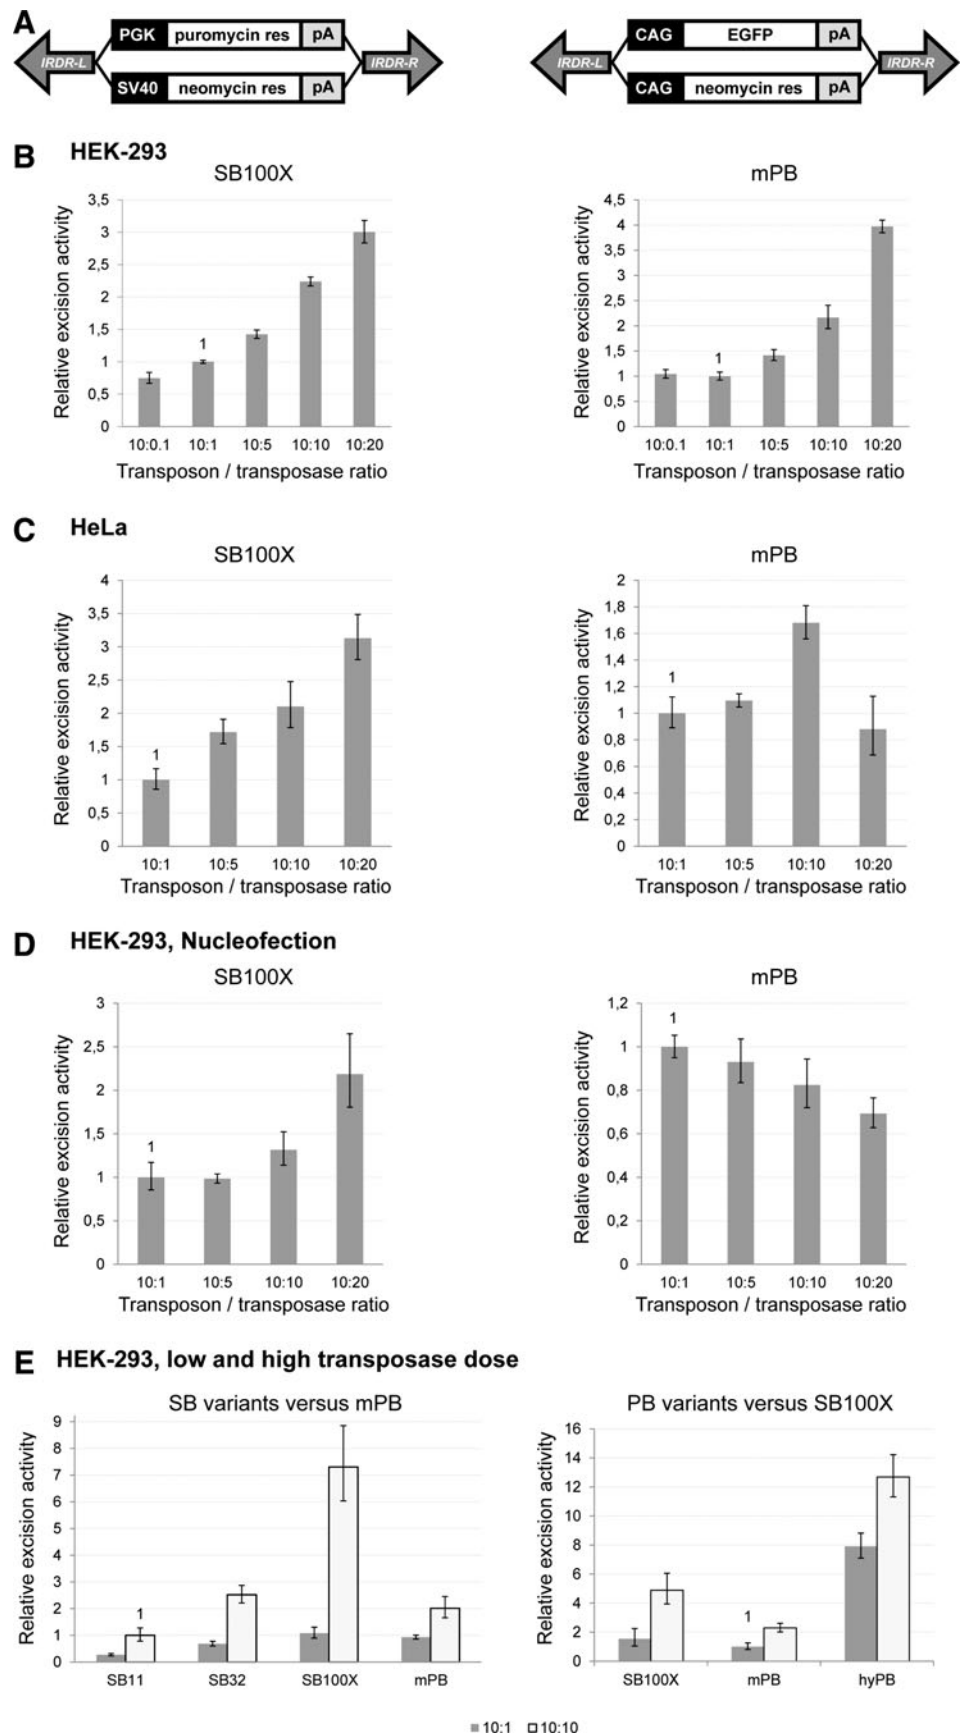 A
PGK puromycin res pA
IRDR-L IRDR-R
SV40 neomycin res pA
CAG EGFP pA
IRDR-L IRDR-R
CAG neomycin res pA
B HEK-293
SB100X
Relative excision activity
3,5
3
2,5
2
1,5
1
0,5
0
1
10:0.1 10:1 10:5 10:10 10:20
Transposon / transposase ratio
mPB
Relative excision activity
4,5
4
3,5
3
2,5
2
1,5
1
0,5
0
1
10:0.1 10:1 10:5 10:10 10:20
Transposon / transposase ratio
C HeLa
SB100X
Relative excision activity
4
3,5
3
2,5
2
1,5
1
0,5
0
1
10:1 10:5 10:10 10:20
Transposon / transposase ratio
mPB
Relative excision activity
2
1,8
1,6
1,4
1,2
1
0,8
0,6
0,4
0,2
0
1
10:1 10:5 10:10 10:20
Transposon / transposase ratio
D HEK-293, Nucleofection
SB100X
Relative excision activity
3
2,5
2
1,5
1
0,5
0
1
10:1 10:5 10:10 10:20
Transposon / transposase ratio
mPB
Relative excision activity
1,2
1
0,8
0,6
0,4
0,2
0
1
10:1 10:5 10:10 10:20
Transposon / transposase ratio
E HEK-293, low and high transposase dose
SB variants versus mPB
Relative excision activity
9
8
7
6
5
4
3
2
1
0
1
SB11 SB32 SB100X mPB
PB variants versus SB100X
Relative excision activity
16
14
12
10
8
6
4
2
0
1
SB100X mPB hyPB
10:1 10:10